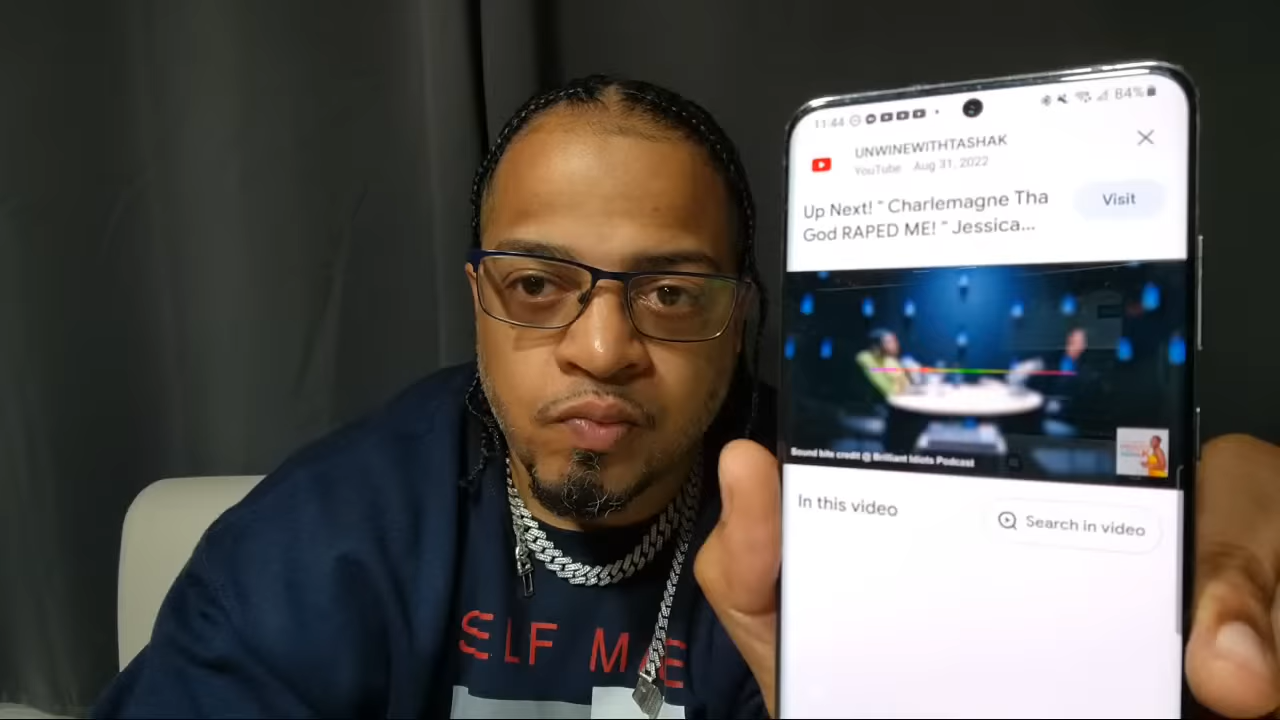 11:44
84%
UNWINEWITHTASHAK
YouTube Aug 31, 2022
Up Next! " Charlemagne Tha
God RAPED ME! " Jessica...
Visit
Sound bite credit @ Brilliant Idiots Podcast
In this video
Search in video
SELF MADE